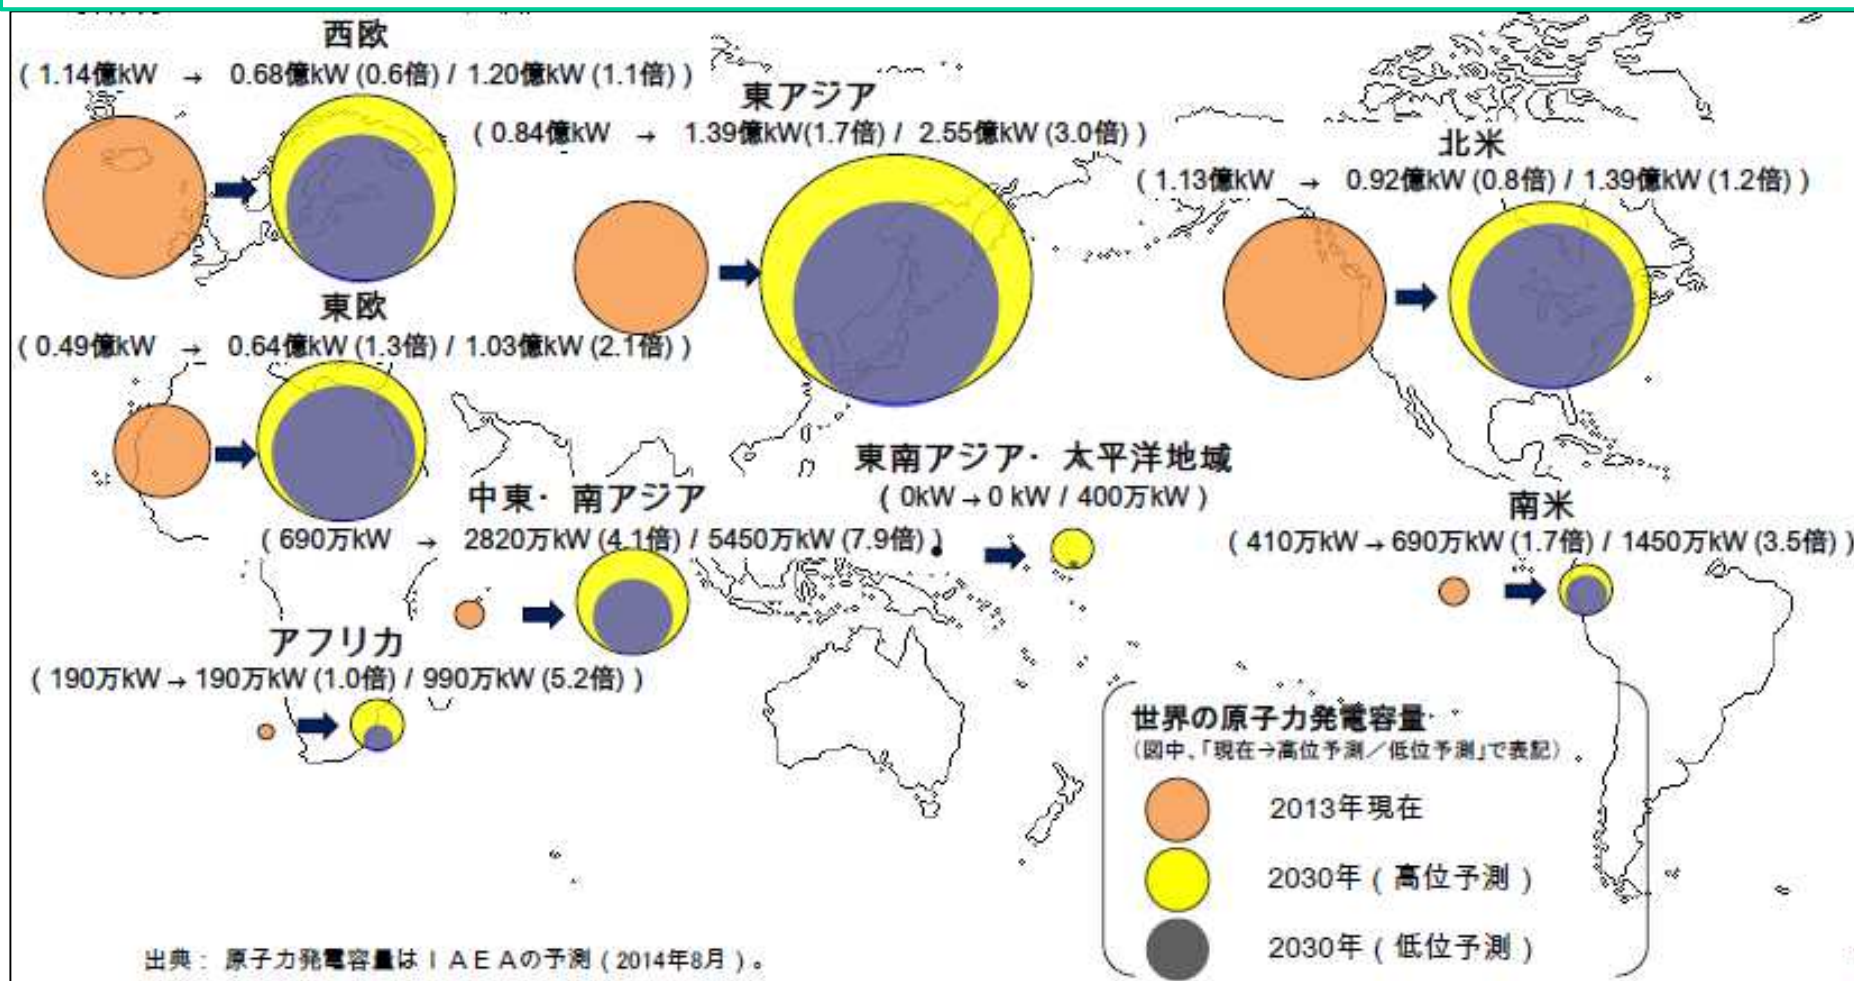 西欧
( 1.14億kW → 0.68億kW (0.6倍) / 1.20億kW (1.1倍) )
東アジア
( 0.84億kW → 1.39億kW(1.7倍) / 2.55億kW (3.0倍) )
北米
( 1.13億kW → 0.92億kW (0.8倍) / 1.39億kW (1.2倍) )
東欧
( 0.49億kW → 0.64億kW (1.3倍) / 1.03億kW (2.1倍) )
東南アジア・太平洋地域
( 0kW → 0 kW / 400万kW )
中東・南アジア
( 690万kW → 2820万kW (4.1倍) / 5450万kW (7.9倍) )
南米
( 410万kW → 690万kW (1.7倍) / 1450万kW (3.5倍) )
アフリカ
( 190万kW → 190万kW (1.0倍) / 990万kW (5.2倍) )
世界の原子力発電容量
(図中、「現在→高位予測／低位予測」で表記)
2013年現在
2030年 ( 高位予測 )
2030年 ( 低位予測 )
出典： 原子力発電容量はＩＡＥＡの予測 ( 2014年8月 ) 。